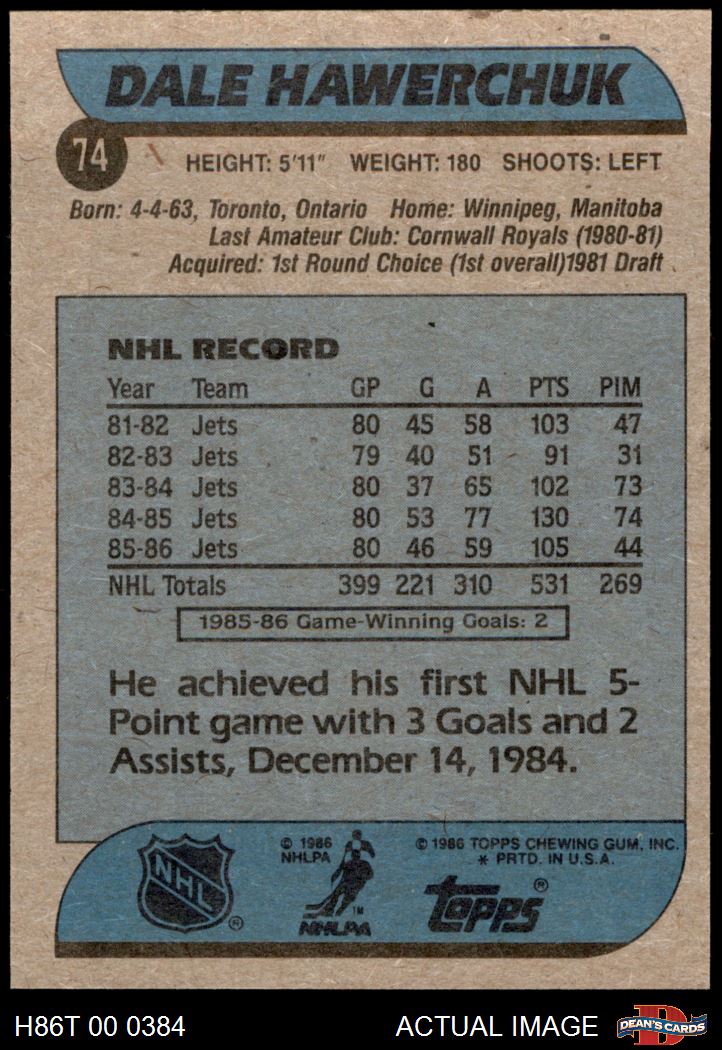 DALE HAWERCHUK
74
HEIGHT: 5'11" WEIGHT: 180 SHOOTS: LEFT
Born: 4-4-63, Toronto, Ontario Home: Winnipeg, Manitoba
Last Amateur Club: Cornwall Royals (1980-81)
Acquired: 1st Round Choice (1st overall)1981 Draft
NHL RECORD
Year Team GP G A PTS PIM
81-82 Jets 80 45 58 103 47
82-83 Jets 79 40 51 91 31
83-84 Jets 80 37 65 102 73
84-85 Jets 80 53 77 130 74
85-86 Jets 80 46 59 105 44
NHL Totals 399 221 310 531 269
1985-86 Game-Winning Goals: 2
He achieved his first NHL 5-
Point game with 3 Goals and 2
Assists, December 14, 1984.
NHL ®
© 1986
NHLPA
TM
NHLPA
© 1986 TOPPS CHEWING GUM, INC.
* PRTD. IN U.S.A.
topps ®
H86T 00 0384 ACTUAL IMAGE
D
DEAN'S CARDS